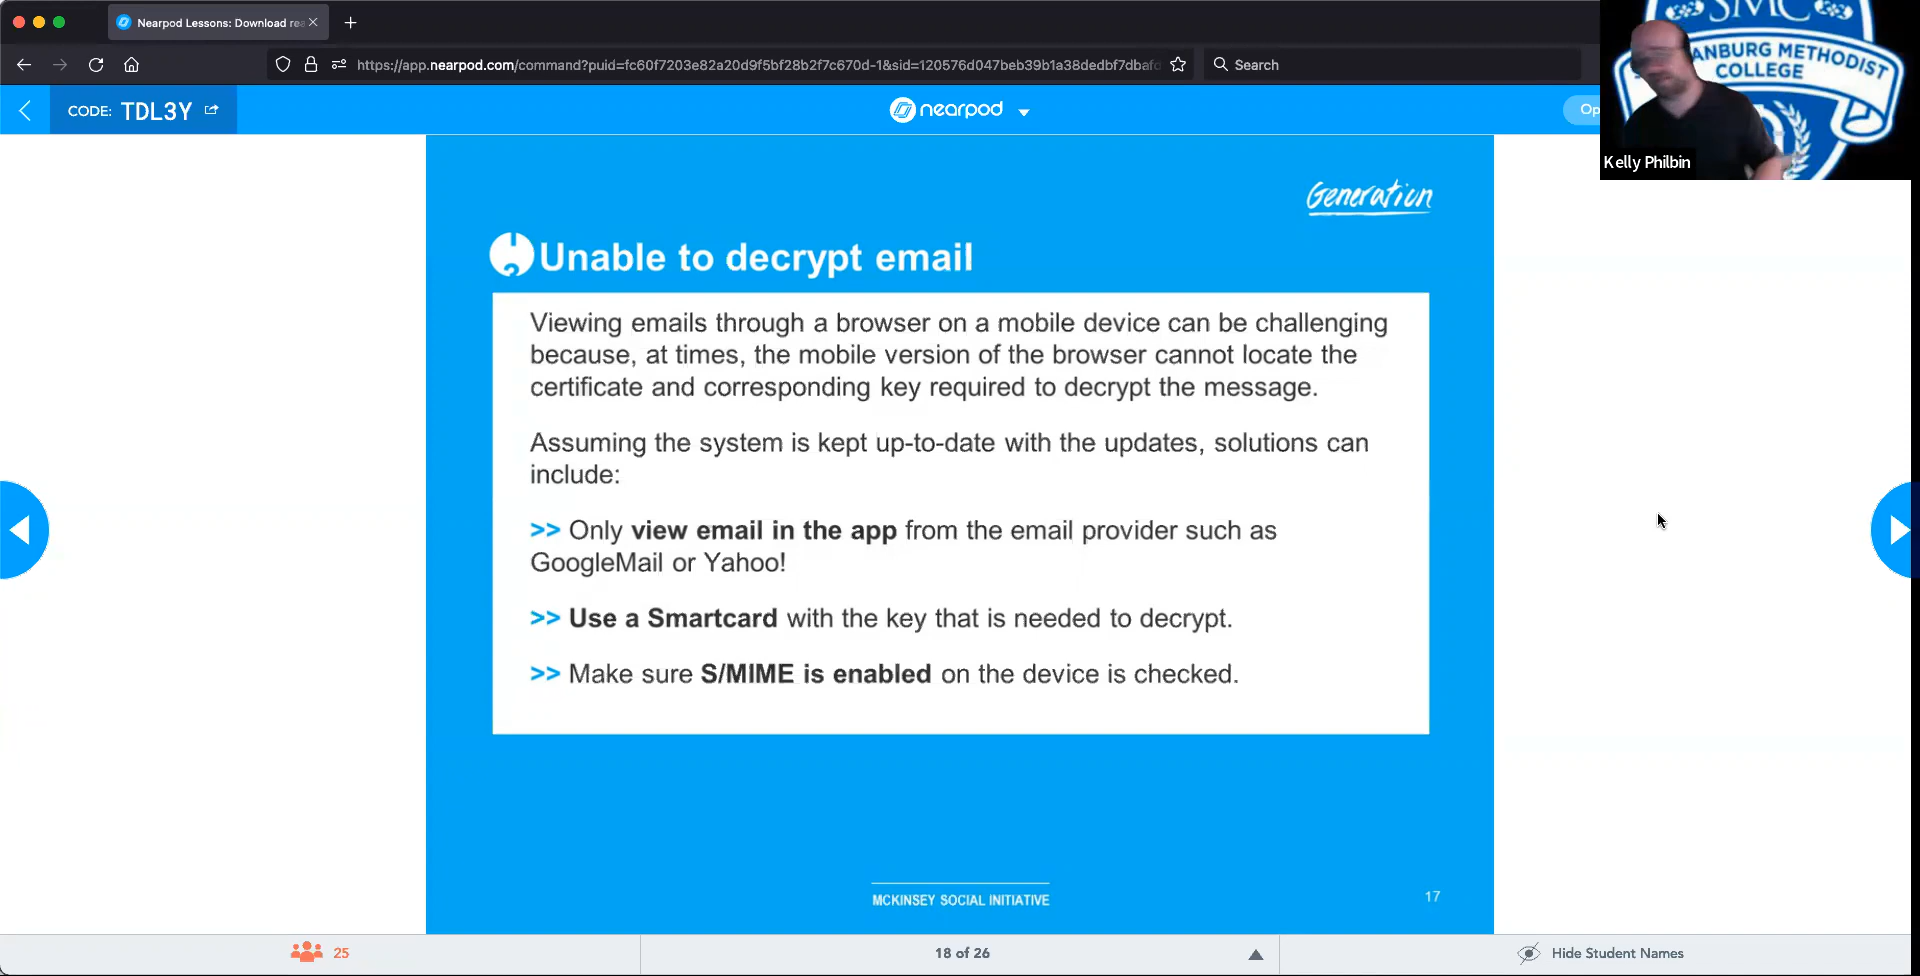 Nearpod Lessons: Download rea
https://app.nearpod.com/command?puid=fc60f7203e82a20d9f5bf28b2f7c670d-1&sid=120576d047beb39b1a38dedbf7dbafd
Search
SMC
ANBURG METHODIST
COLLEGE
Kelly Philbin
CODE: TDL3Y
nearpod
Op
Generation
Unable to decrypt email
Viewing emails through a browser on a mobile device can be challenging
because, at times, the mobile version of the browser cannot locate the
certificate and corresponding key required to decrypt the message.
Assuming the system is kept up-to-date with the updates, solutions can
include:
>> Only view email in the app from the email provider such as
GoogleMail or Yahoo!
>> Use a Smartcard with the key that is needed to decrypt.
>> Make sure S/MIME is enabled on the device is checked.
MCKINSEY SOCIAL INITIATIVE
17
25
18 of 26
Hide Student Names